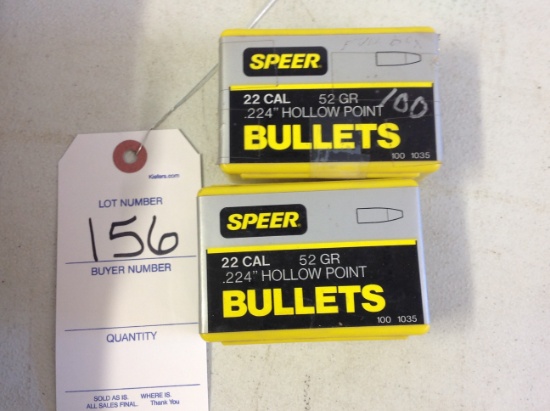 SPEER
22 CAL 52 GR
.224" HOLLOW POINT
100
BULLETS
100 1035
SPEER
22 CAL 52 GR
.224" HOLLOW POINT
BULLETS
100 1035
Kiefers.com
LOT NUMBER
156
BUYER NUMBER
QUANTITY
SOLD AS IS. WHERE IS.
ALL SALES FINAL. Thank You